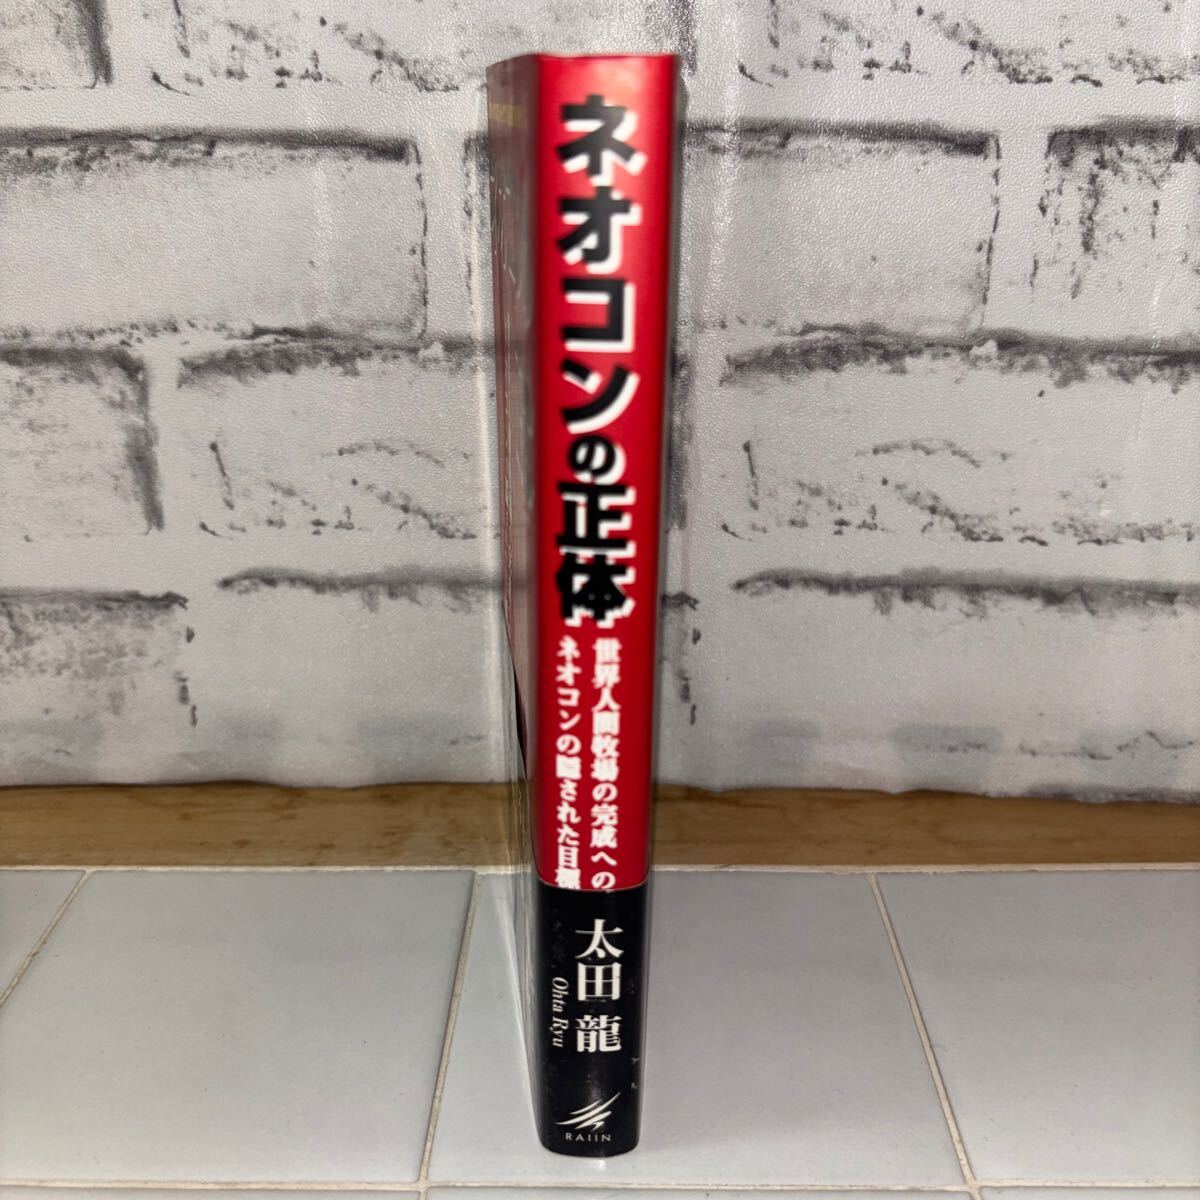 ネオコンの正体
世界人間牧場の完成への、
ネオコンの隠された目標
太田 龍
Ohta Ryu
RAIIN